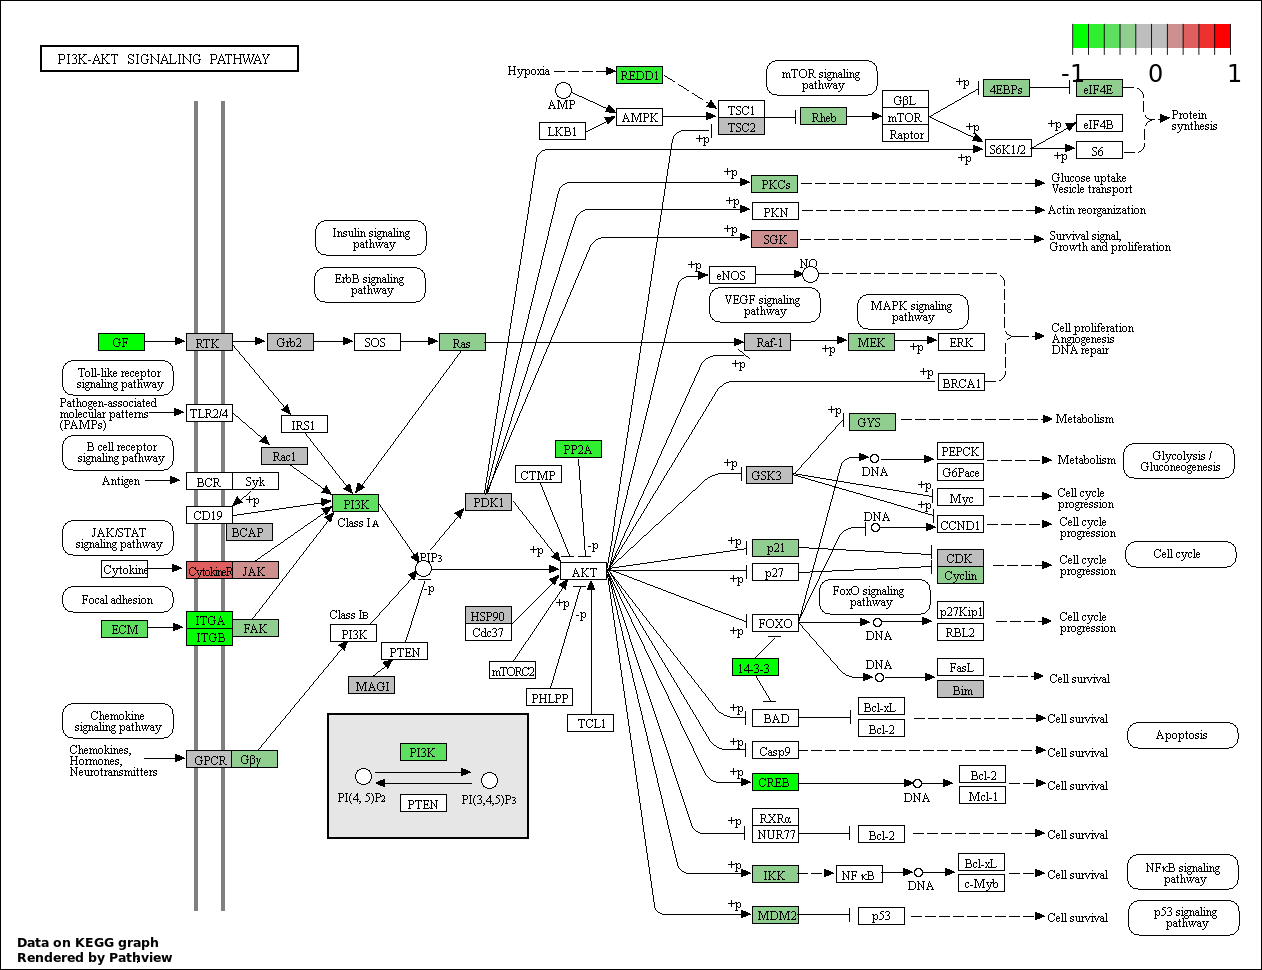 PI3K-AKT SIGNALING PATHWAY
-1 0 1
Hypoxia
REDD1
AMP
LKB1
AMPK
TSC1
TSC2
+p
mTOR signaling
pathway
Rheb
GβL
mTOR
Raptor
+p
4EBPs
eIF4E
+p
+p
eIF4B
Protein
synthesis
+p
S6K1/2
+p
S6
+p
PKCs
Glucose uptake
Vesicle transport
+p
PKN
Actin reorganization
+p
SGK
Survival signal,
Growth and proliferation
Insulin signaling
pathway
ErbB signaling
pathway
+p
eNOS
NO
VEGF signaling
pathway
MAPK signaling
pathway
GF
RTK
Grb2
SOS
Ras
Raf-1
+p
+p
MEK
+p
ERK
Cell proliferation
Angiogenesis
DNA repair
+p
BRCA1
Toll-like receptor
signaling pathway
Pathogen-associated
molecular patterns
(PAMPs)
TLR2/4
IRS1
+p
GYS
Metabolism
B cell receptor
signaling pathway
Rac1
PP2A
CTMP
Antigen
BCR
Syk
+p
CD19
BCAP
PI3K
Class IA
PDK1
+p
GSK3
DNA
PEPCK
G6Pace
Metabolism
Glycolysis /
Gluconeogenesis
+p
Myc
Cell cycle
progression
+p
DNA
CCND1
Cell cycle
progression
JAK/STAT
signaling pathway
Cytokine
CytokineR
JAK
PIP3
+p
-p
-p
AKT
+p
p21
+p
p27
CDK
Cyclin
Cell cycle
progression
Cell cycle
Focal adhesion
ECM
ITGA
ITGB
FAK
Class IB
PI3K
PTEN
MAGI
HSP90
Cdc37
+p
-p
mTORC2
PHLPP
TCL1
FOXO
+p
FoxO signaling
pathway
DNA
p27Kip1
RBL2
Cell cycle
progression
14-3-3
DNA
FasL
Bim
Cell survival
Chemokine
signaling pathway
Chemokines,
Hormones,
Neurotransmitters
GPCR
Gβγ
PI3K
PI(4, 5)P2
PI(3,4,5)P3
PTEN
+p
BAD
Bcl-xL
Bcl-2
Cell survival
+p
Casp9
Cell survival
Apoptosis
+p
CREB
DNA
Bcl-2
Mcl-1
Cell survival
+p
RXRα
NUR77
Bcl-2
Cell survival
+p
IKK
NFκB
DNA
Bcl-xL
c-Myb
Cell survival
NFκB signaling
pathway
+p
MDM2
p53
Cell survival
p53 signaling
pathway
Data on KEGG graph
Rendered by Pathview